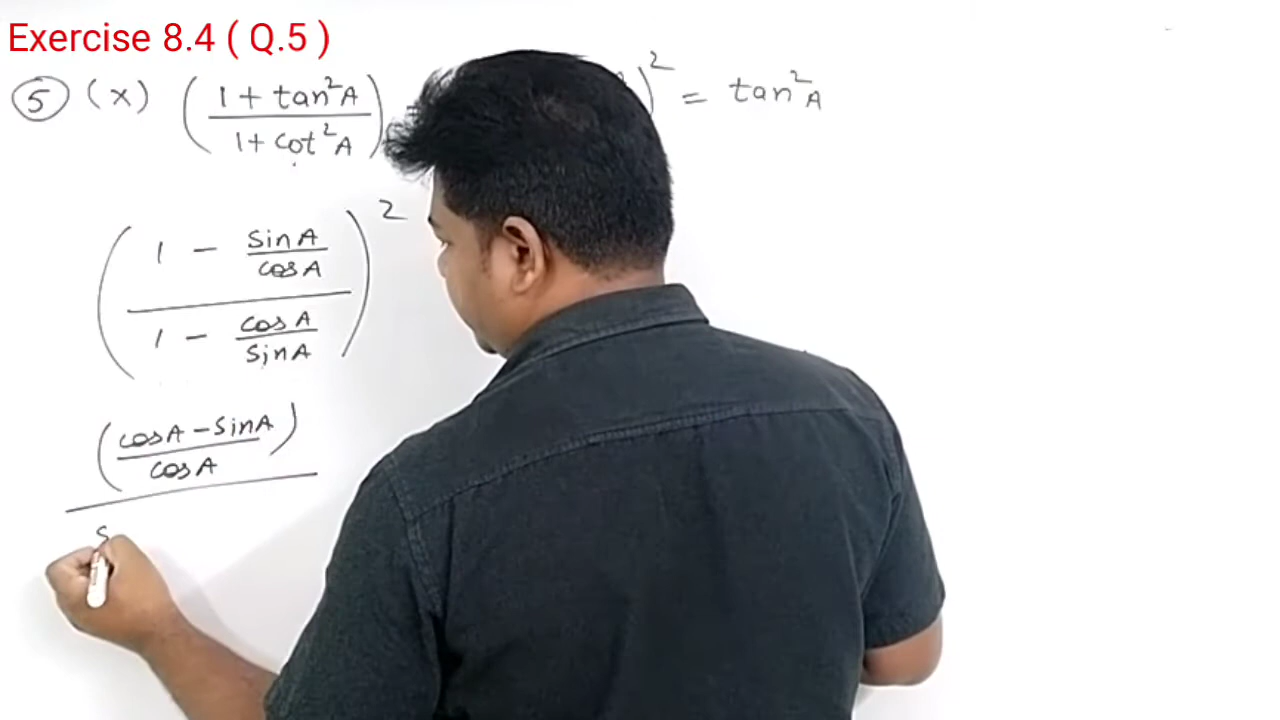 Exercise 8.4 ( Q.5 )
5 (x) (1 + tan²A / 1 + cot²A) )² = tan²A
(1 - sinA/cosA / 1 - cosA/sinA)²
(cosA - sinA / cosA)
s